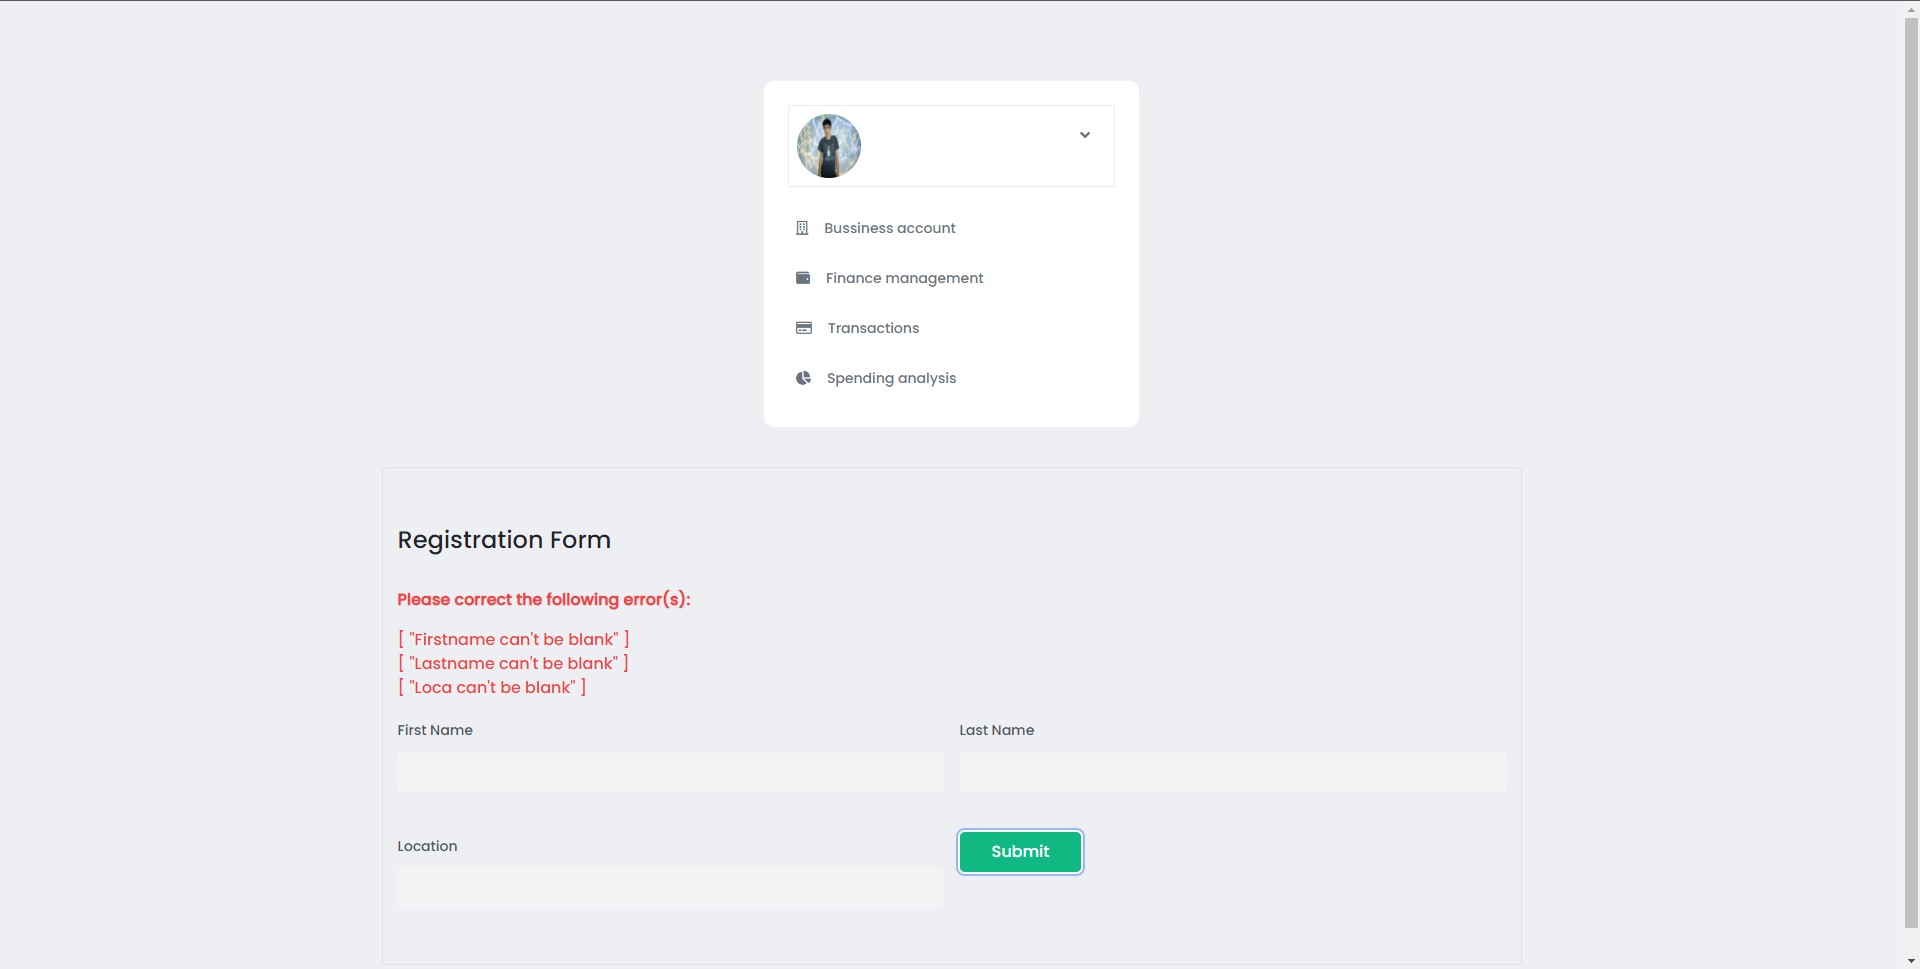 Bussiness account
Finance management
Transactions
Spending analysis
Registration Form
Please correct the following error(s):
[ "Firstname can't be blank" ]
[ "Lastname can't be blank" ]
[ "Loca can't be blank" ]
First Name
Last Name
Location
Submit